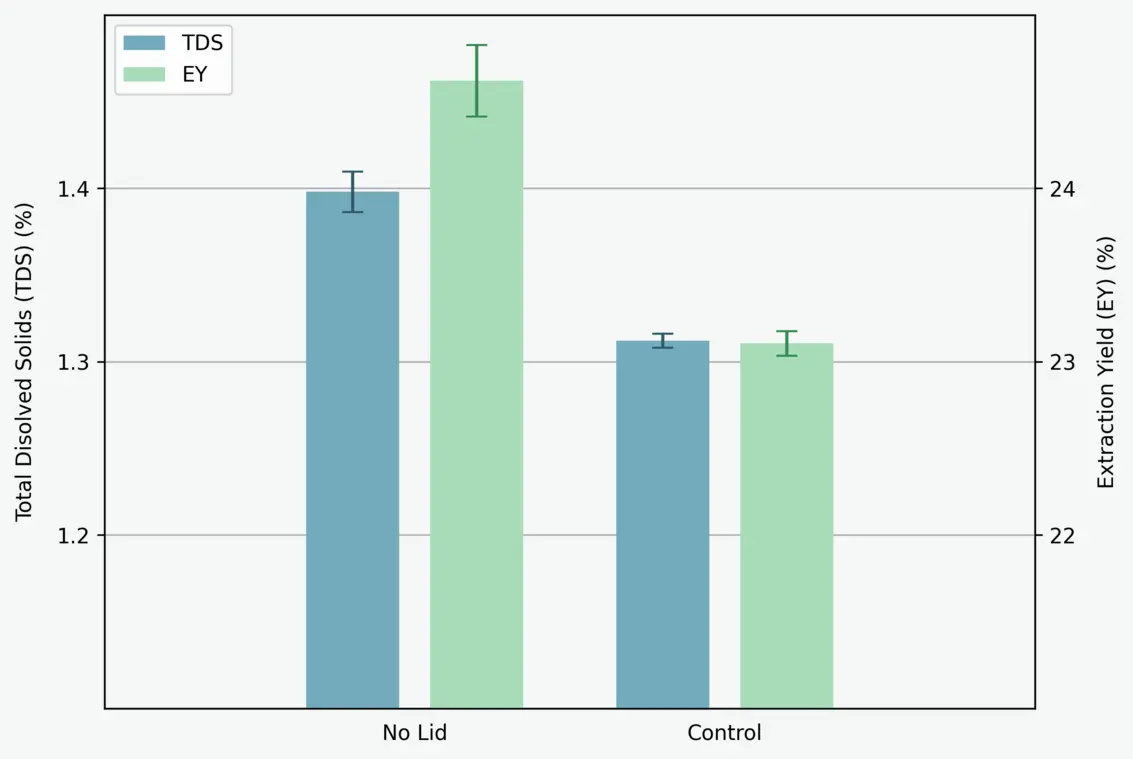 TDS
EY
Total Disolved Solids (TDS) (%)
1.4
1.3
1.2
24
23
22
Extraction Yield (EY) (%)
No Lid
Control